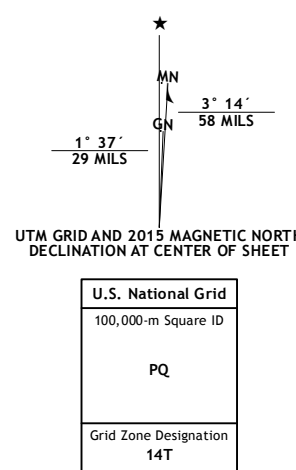 ★
MN
GN
3° 14´
58 MILS
1° 37´
29 MILS
UTM GRID AND 2015 MAGNETIC NORTH
DECLINATION AT CENTER OF SHEET
U.S. National Grid
100,000-m Square ID
PQ
Grid Zone Designation
14T